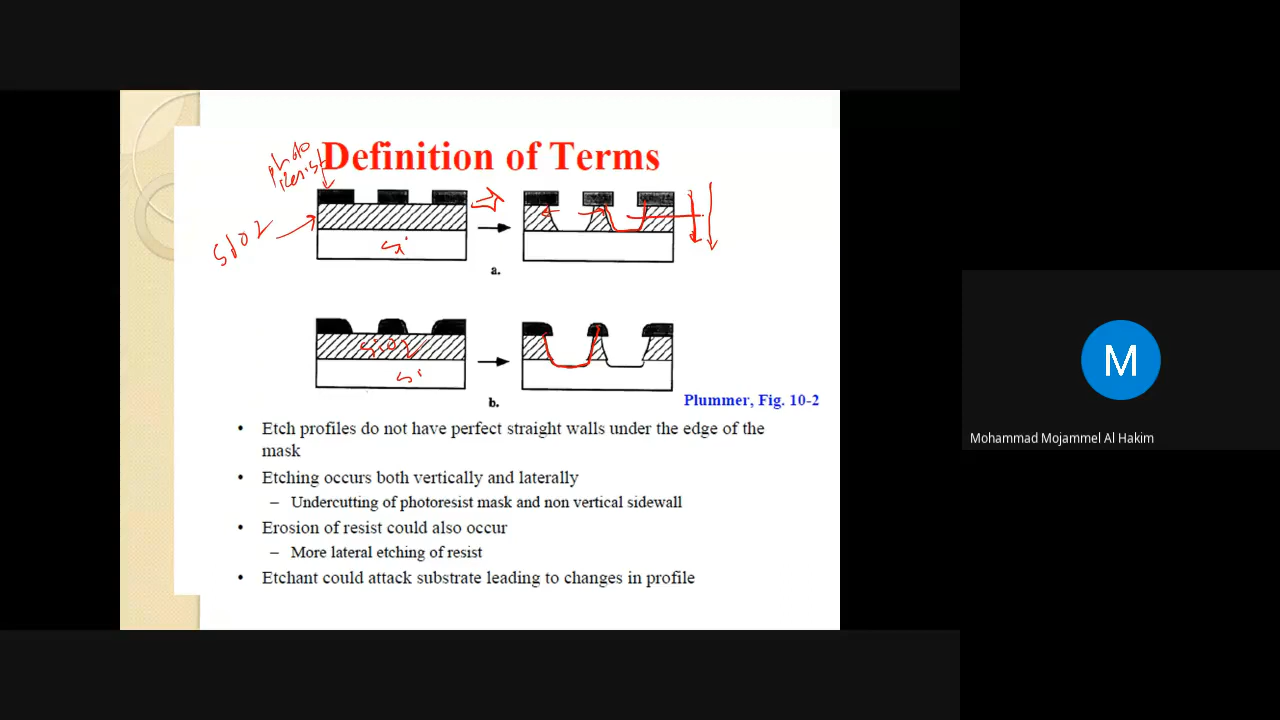 Definition of Terms
photo
Resist
SiO2
Si
a.
SiO2
Si
b.
Plummer, Fig. 10-2
• Etch profiles do not have perfect straight walls under the edge of the
mask
• Etching occurs both vertically and laterally
– Undercutting of photoresist mask and non vertical sidewall
• Erosion of resist could also occur
– More lateral etching of resist
• Etchant could attack substrate leading to changes in profile
M
Mohammad Mojammel Al Hakim